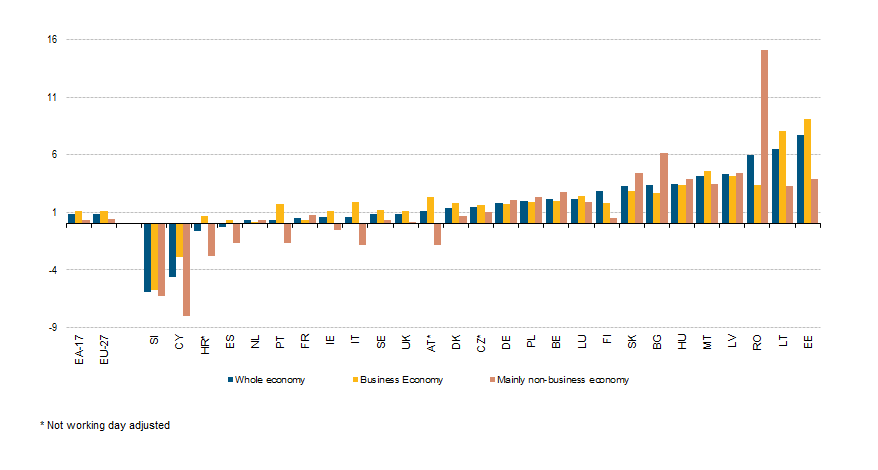 16
11
6
1
-4
-9
EA-17
EU-27
SI
CY
HR*
ES
NL
PT
FR
IE
IT
SE
UK
AT*
DK
CZ*
DE
PL
BE
LU
FI
SK
BG
HU
MT
LV
RO
LT
EE
Whole economy Business Economy Mainly non-business economy
* Not working day adjusted